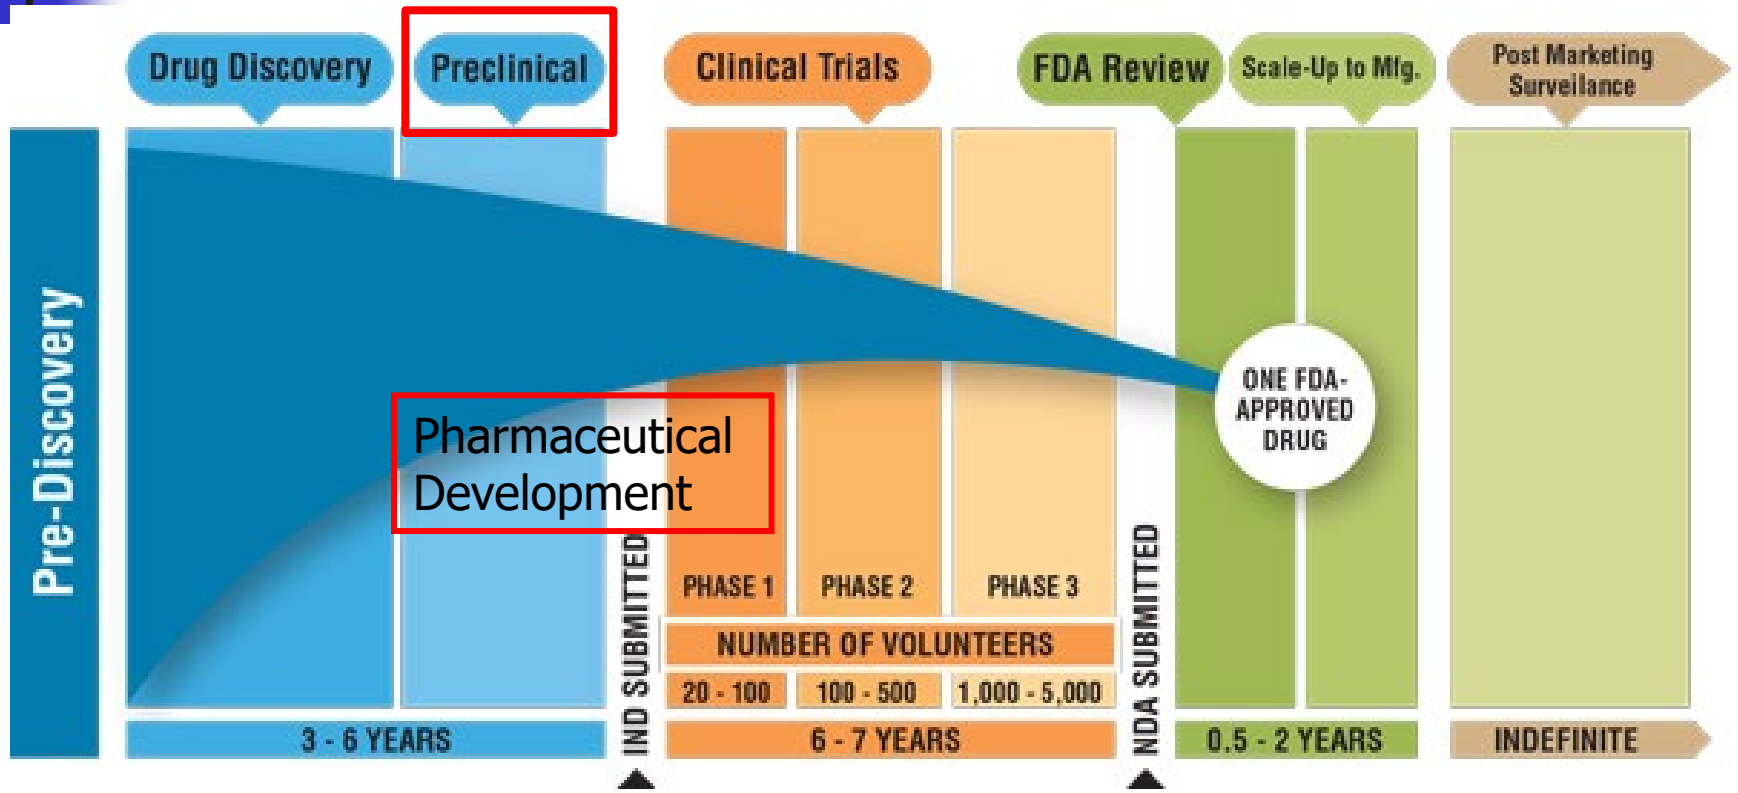 Drug Discovery
Preclinical
Clinical Trials
FDA Review
Scale-Up to Mfg.
Post Marketing
Surveilance
Pre-Discovery
Pharmaceutical
Development
ONE FDA-
APPROVED
DRUG
IND SUBMITTED
NDA SUBMITTED
PHASE 1
PHASE 2
PHASE 3
NUMBER OF VOLUNTEERS
20 - 100
100 - 500
1,000 - 5,000
3 - 6 YEARS
6 - 7 YEARS
0.5 - 2 YEARS
INDEFINITE